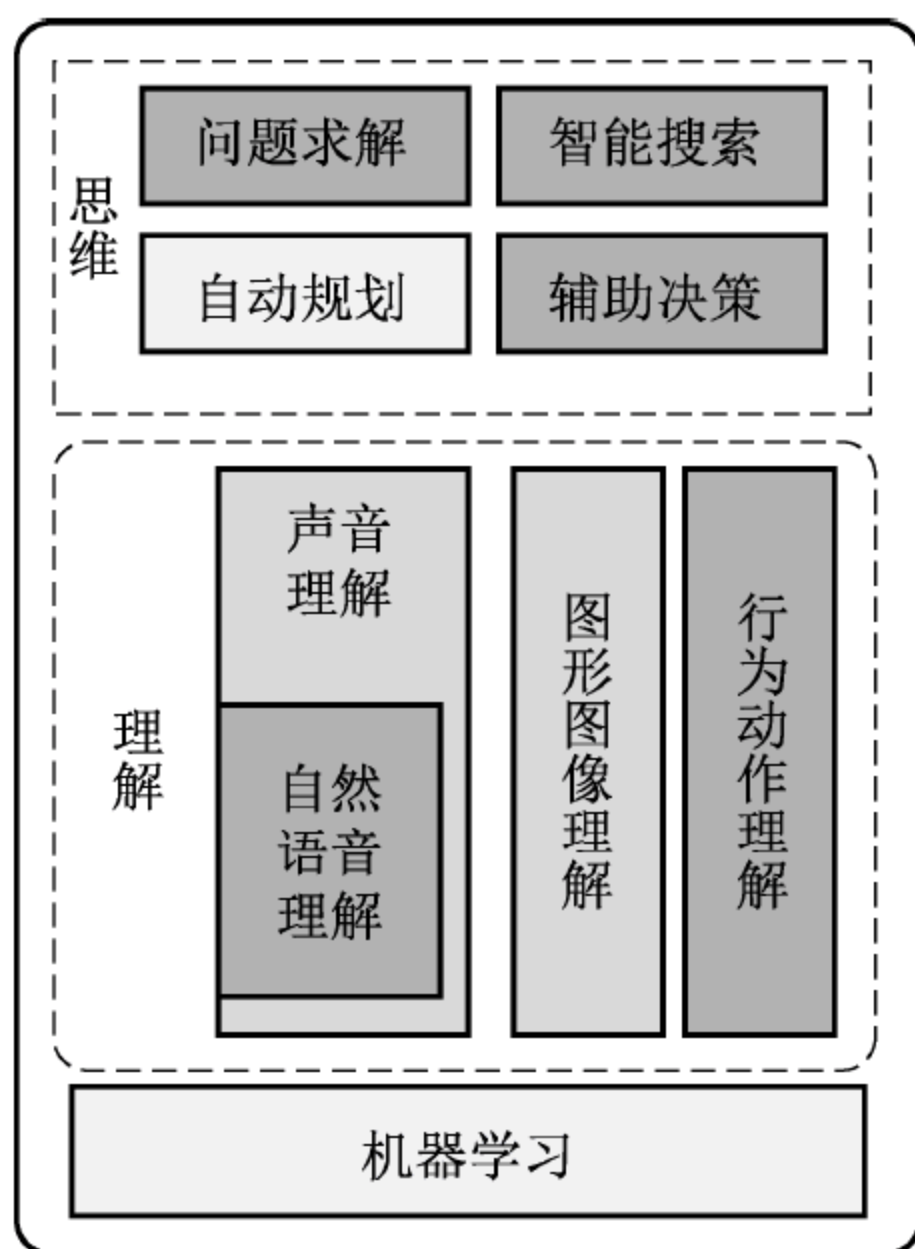 思维
问题求解
智能搜索
自动规划
辅助决策
理解
声音
理解
自然
语音
理解
图形图像理解
行为动作理解
机器学习